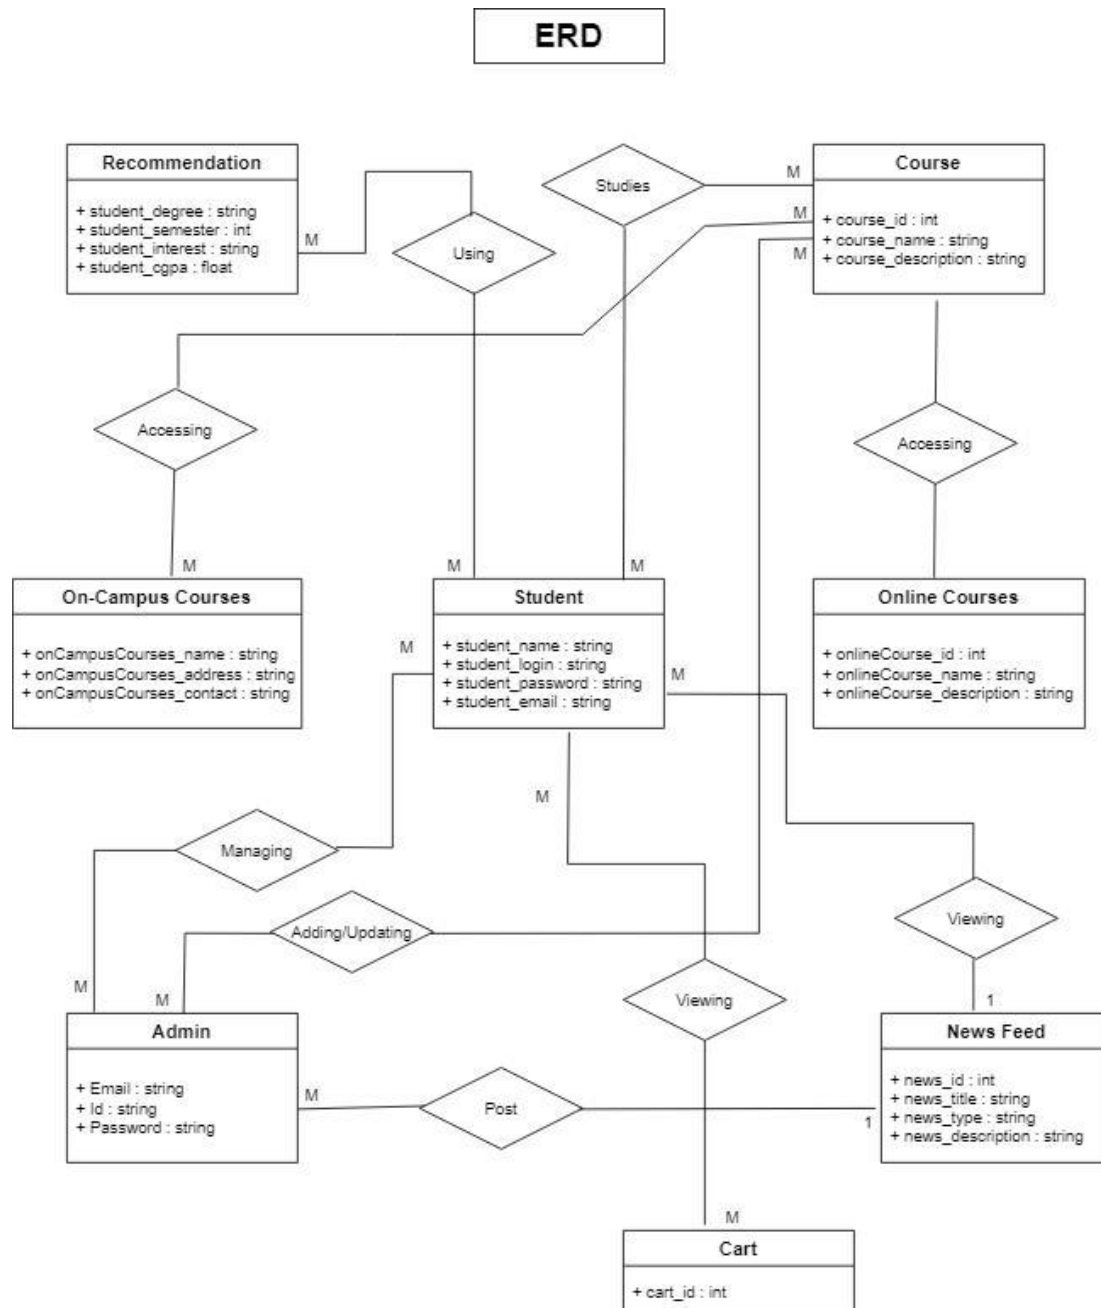 ERD
Recommendation
+ student_degree : string
+ student_semester : int
+ student_interest : string
+ student_cgpa : float
M
Using
Studies
M
M
M
Course
+ course_id : int
+ course_name : string
+ course_description : string
Accessing
Accessing
M
M
M
On-Campus Courses
+ onCampusCourses_name : string
+ onCampusCourses_address : string
+ onCampusCourses_contact : string
Student
+ student_name : string
+ student_login : string
+ student_password : string
+ student_email : string
Online Courses
+ onlineCourse_id : int
+ onlineCourse_name : string
+ onlineCourse_description : string
M
M
M
Managing
Adding/Updating
Viewing
Viewing
M
M
1
Admin
+ Email : string
+ Id : string
+ Password : string
M
Post
1
News Feed
+ news_id : int
+ news_title : string
+ news_type : string
+ news_description : string
M
Cart
+ cart_id : int